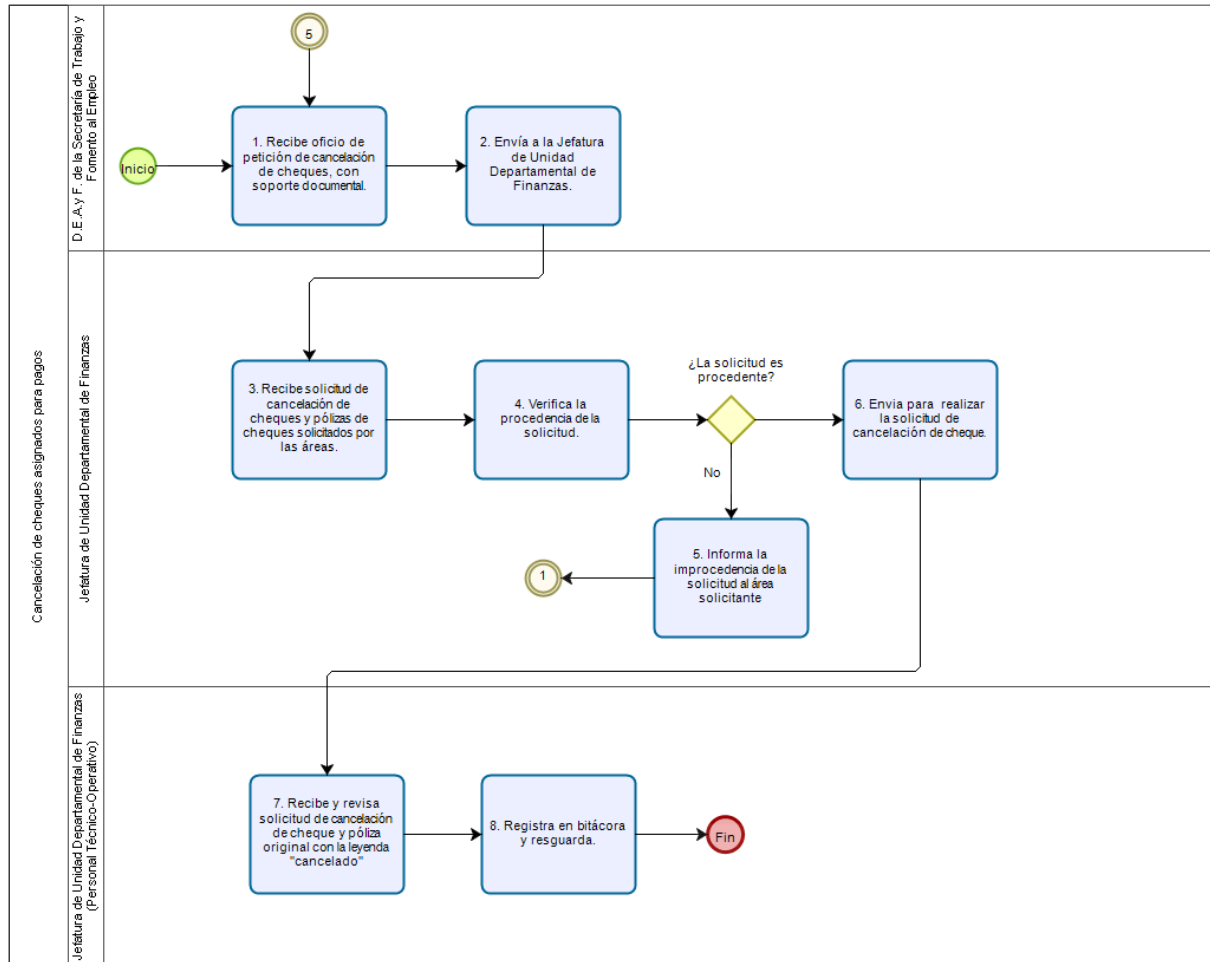 Cancelación de cheques asignados para pagos
D.E.A.y F. de la Secretaría de Trabajo y
Fomento al Empleo
5
Inicio
1. Recibe oficio de
petición de cancelación
de cheques, con
soporte documental.
2. Envía a la Jefatura
de Unidad
Departamental de
Finanzas.
Jefatura de Unidad Departamental de Finanzas
3. Recibe solicitud de
cancelación de
cheques y pólizas de
cheques solicitados por
las áreas.
4. Verifica la
procedencia de la
solicitud.
¿La solicitud es
procedente?
6. Envia para realizar
la solicitud de
cancelación de cheque.
No
5. Informa la
improcedencia de la
solicitud al área
solicitante
1
Jefatura de Unidad Departamental de Finanzas
(Personal Técnico-Operativo)
7. Recibe y revisa
solicitud de cancelación
de cheque y póliza
original con la leyenda
"cancelado"
8. Registra en bitácora
y resguarda.
Fin